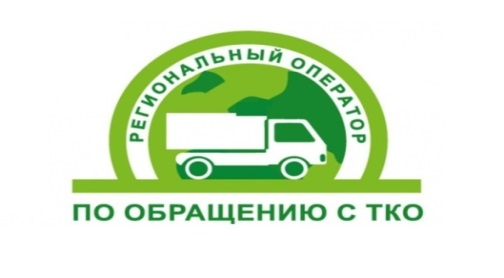 РЕГИОНАЛЬНЫЙ ОПЕРАТОР
ПО ОБРАЩЕНИЮ С ТКО